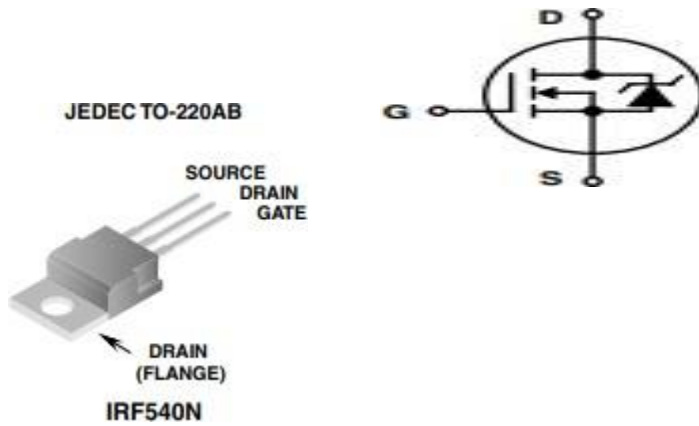 JEDEC TO-220AB
SOURCE
DRAIN
GATE
DRAIN
(FLANGE)
IRF540N
D
G
S